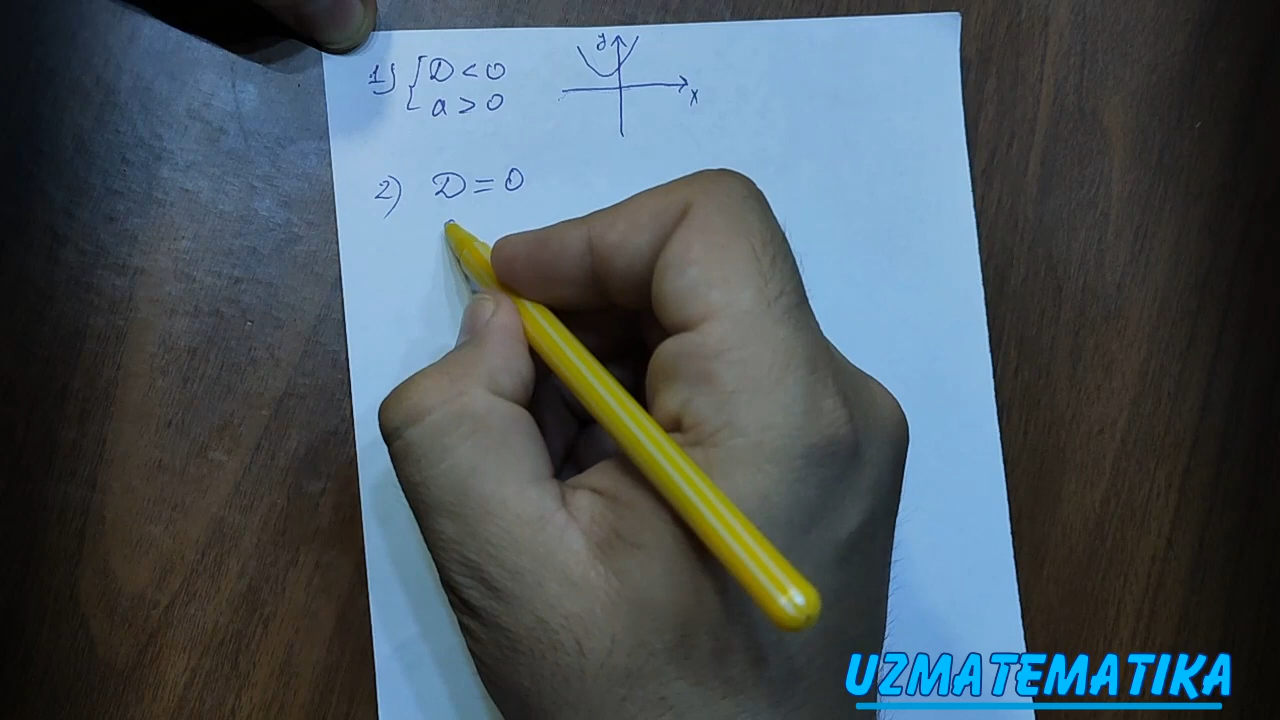 1) { D < 0
a > 0
y
x
2) D = 0
UZMATEMATIKA